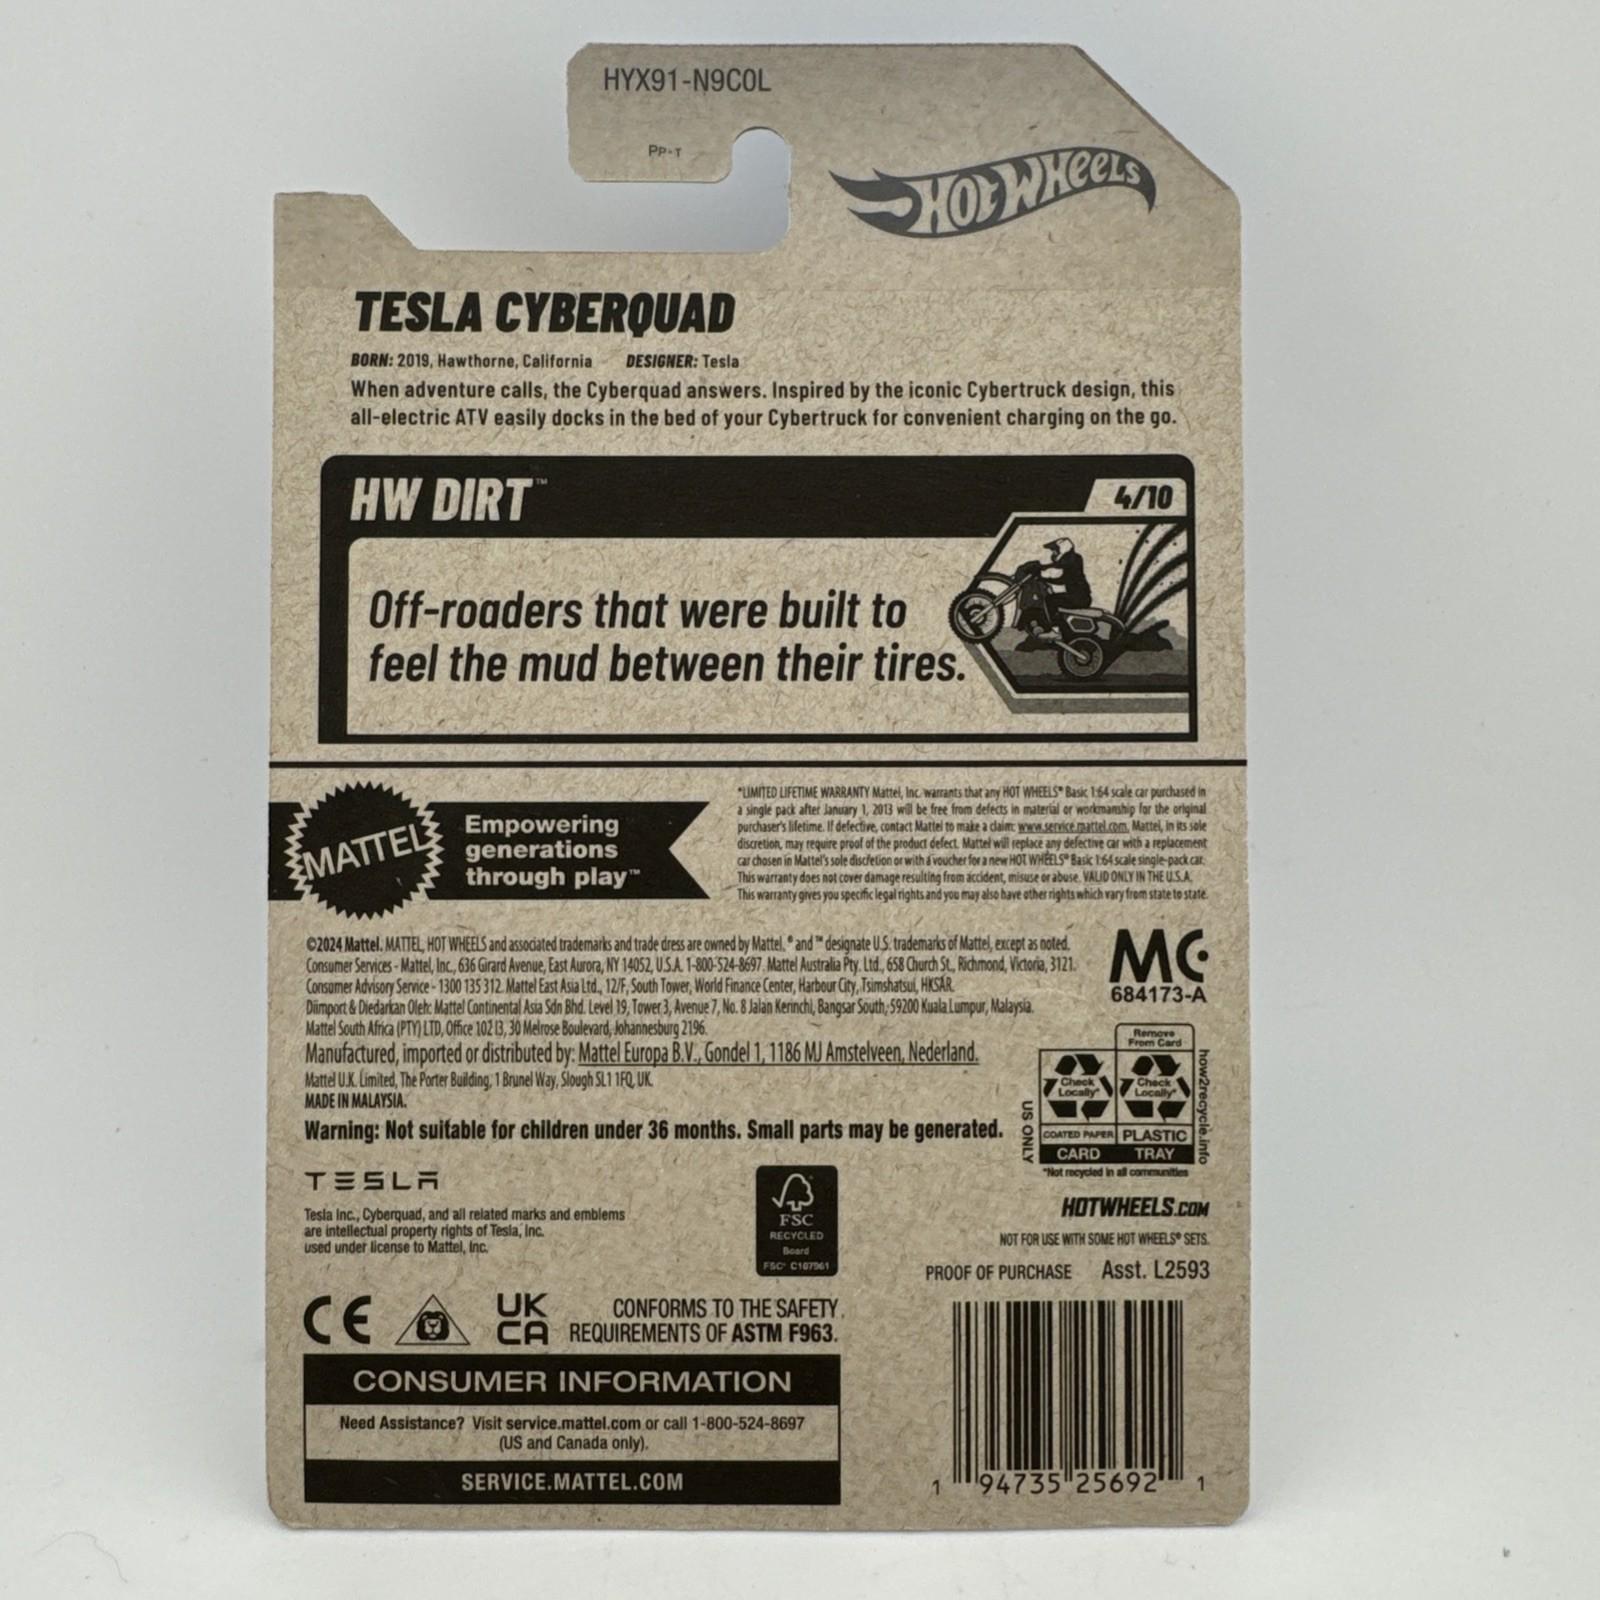 HYX91-N9C0L
PP-T
HOT WHEELS
TESLA CYBERQUAD
BORN: 2019, Hawthorne, California DESIGNER: Tesla
When adventure calls, the Cyberquad answers. Inspired by the iconic Cybertruck design, this
all-electric ATV easily docks in the bed of your Cybertruck for convenient charging on the go.
HW DIRT™
4/10
Off-roaders that were built to
feel the mud between their tires.
MATTEL
Empowering
generations
through play™
*LIMITED LIFETIME WARRANTY Mattel, Inc. warrants that any HOT WHEELS® Basic 1:64 scale car purchased in
a single pack after January 1, 2013 will be free from defects in material or workmanship for the original
purchaser's lifetime. If defective, contact Mattel to make a claim: www.service.mattel.com. Mattel, in its sole
discretion, may require proof of the product defect. Mattel will replace any defective car with a replacement
car chosen in Mattel's sole discretion or with a voucher for a new HOT WHEELS® Basic 1:64 scale single-pack car.
This warranty does not cover damage resulting from accident, misuse or abuse. VALID ONLY IN THE U.S.A.
This warranty gives you specific legal rights and you may also have other rights which vary from state to state.
©2024 Mattel. MATTEL, HOT WHEELS and associated trademarks and trade dress are owned by Mattel. ® and ™ designate U.S. trademarks of Mattel, except as noted.
Consumer Services - Mattel, Inc., 636 Girard Avenue, East Aurora, NY 14052, U.S.A. 1-800-524-8697. Mattel Australia Pty. Ltd., 658 Church St., Richmond, Victoria, 3121.
Consumer Advisory Service - 1300 135 312. Mattel East Asia Ltd., 12/F, South Tower, World Finance Center, Harbour City, Tsimshatsui, HKSAR.
Diimport & Diedarkan Oleh: Mattel Continental Asia Sdn Bhd. Level 19, Tower 3, Avenue 7, No. 8 Jalan Kerinchi, Bangsar South, 59200 Kuala Lumpur, Malaysia.
Mattel South Africa (PTY) LTD, Office 102 I3, 30 Melrose Boulevard, Johannesburg 2196.
Manufactured, imported or distributed by: Mattel Europa B.V., Gondel 1, 1186 MJ Amstelveen, Nederland.
Mattel U.K. Limited, The Porter Building, 1 Brunel Way, Slough SL1 1FQ, UK.
MADE IN MALAYSIA.
Warning: Not suitable for children under 36 months. Small parts may be generated.
MC
684173-A
Remove
From Card
Check
Locally*
Check
Locally*
COATED PAPER
PLASTIC
CARD
TRAY
US ONLY
how2recycle.info
*Not recycled in all communities
TESLA
Tesla Inc., Cyberquad, and all related marks and emblems
are intellectual property rights of Tesla, Inc.
used under license to Mattel, Inc.
FSC
RECYCLED
Board
FSC® C107961
HOTWHEELS.COM
NOT FOR USE WITH SOME HOT WHEELS® SETS.
PROOF OF PURCHASE Asst. L2593
CE
UK
CA
CONFORMS TO THE SAFETY
REQUIREMENTS OF ASTM F963.
CONSUMER INFORMATION
Need Assistance? Visit service.mattel.com or call 1-800-524-8697
(US and Canada only).
SERVICE.MATTEL.COM
1 94735 25692 1